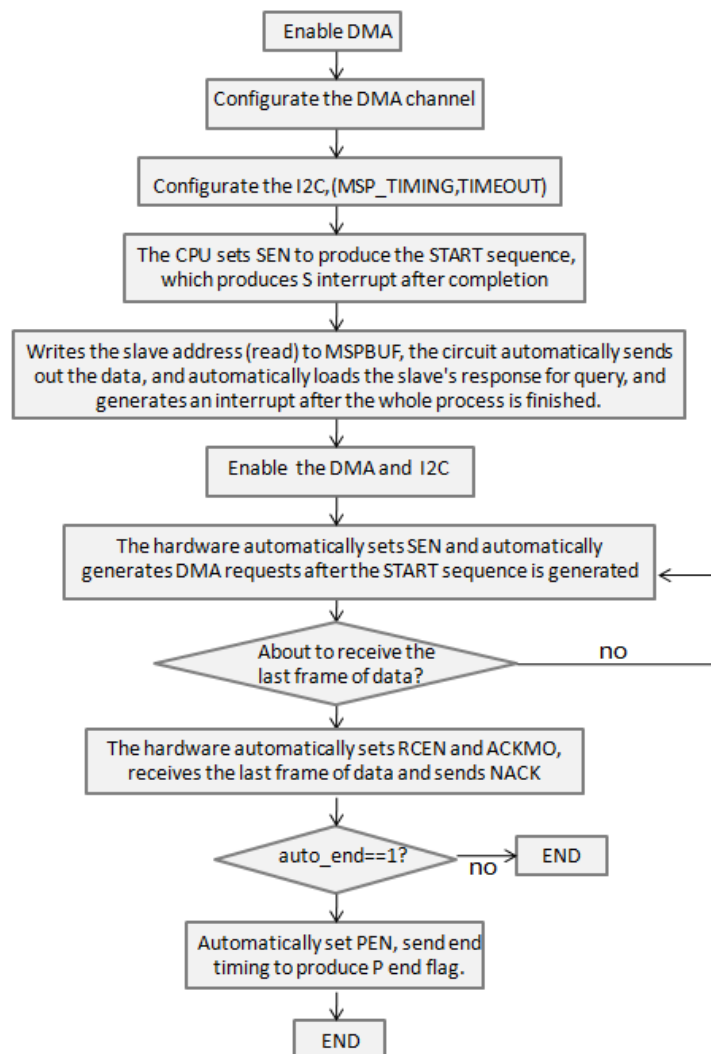 Enable DMA
Configurate the DMA channel
Configurate the I2C,(MSP_TIMING,TIMEOUT)
The CPU sets SEN to produce the START sequence,
which produces S interrupt after completion
Writes the slave address (read) to MSPBUF, the circuit automatically sends
out the data, and automatically loads the slave's response for query, and
generates an interrupt after the whole process is finished.
Enable the DMA and I2C
The hardware automatically sets SEN and automatically
generates DMA requests after the START sequence is generated
About to receive the
last frame of data?
no
The hardware automatically sets RCEN and ACKMO,
receives the last frame of data and sends NACK
auto_end==1?
no
END
Automatically set PEN, send end
timing to produce P end flag.
END